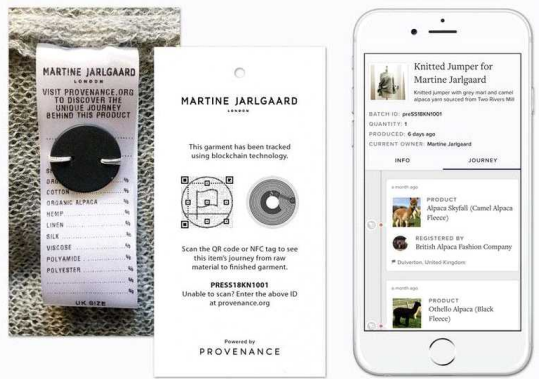 MARTINE JARLGAARD
LONDON
VISIT PROVENANCE.ORG
TO DISCOVER THE
UNIQUE JOURNEY
BEHIND THIS PRODUCT
COTTON %
ORGANIC ALPACA %
HEMP %
LINEN %
SILK %
VISCOSE %
POLYAMIDE %
POLYESTER %
UK SIZE
MARTINE JARLGAARD
LONDON
This garment has been tracked
using blockchain technology.
Scan the QR code or NFC tag to see
this item's journey from raw
material to finished garment.
PRESS18KN1001
Unable to scan? Enter the above ID
at provenance.org
Powered by
PROVENANCE
Knitted Jumper for
Martine Jarlgaard
Knitted jumper with grey marl and camel
alpaca yarn sourced from Two Rivers Mill
BATCH ID: preSS18KN1001
QUANTITY: 1
PRODUCED: 6 days ago
CURRENT OWNER: Martine Jarlgaard
INFO JOURNEY
a month ago
PRODUCT
Alpaca Skyfall (Camel Alpaca
Fleece)
REGISTERED BY
British Alpaca Fashion Company
Dulverton, United Kingdom
a month ago
PRODUCT
Othello Alpaca (Black
Fleece)